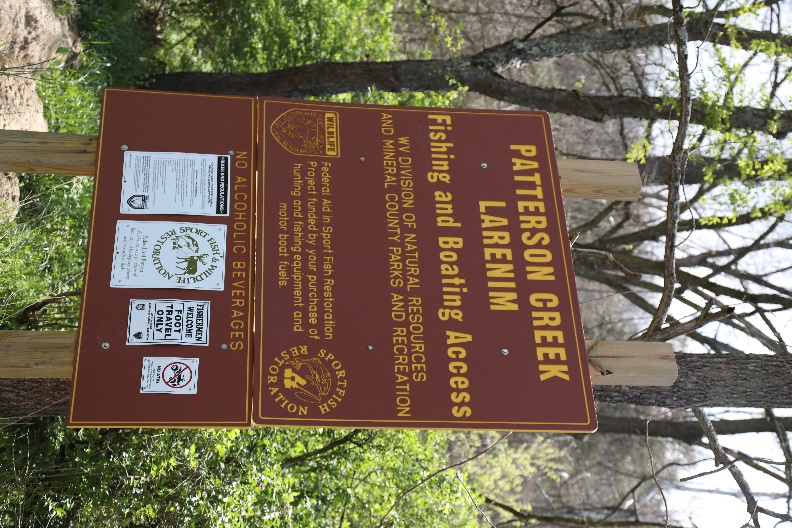 PATTERSON CREEK
LARENIM
Fishing and Boating Access
WV DIVISION OF NATURAL RESOURCES
AND MINERAL COUNTY PARKS AND RECREATION
WILDLIFE
Federal Aid in Sport Fish Restoration
Project funded by your purchase of
hunting and fishing equipment and
motor boat fuels.
SPORTFISH
RESTORATION
NO ALCOHOLIC BEVERAGES
SPORT FISH &
WILDLIFE
RESTORATION
FISHERMEN
WELCOME
FOOT
TRAVEL
ONLY